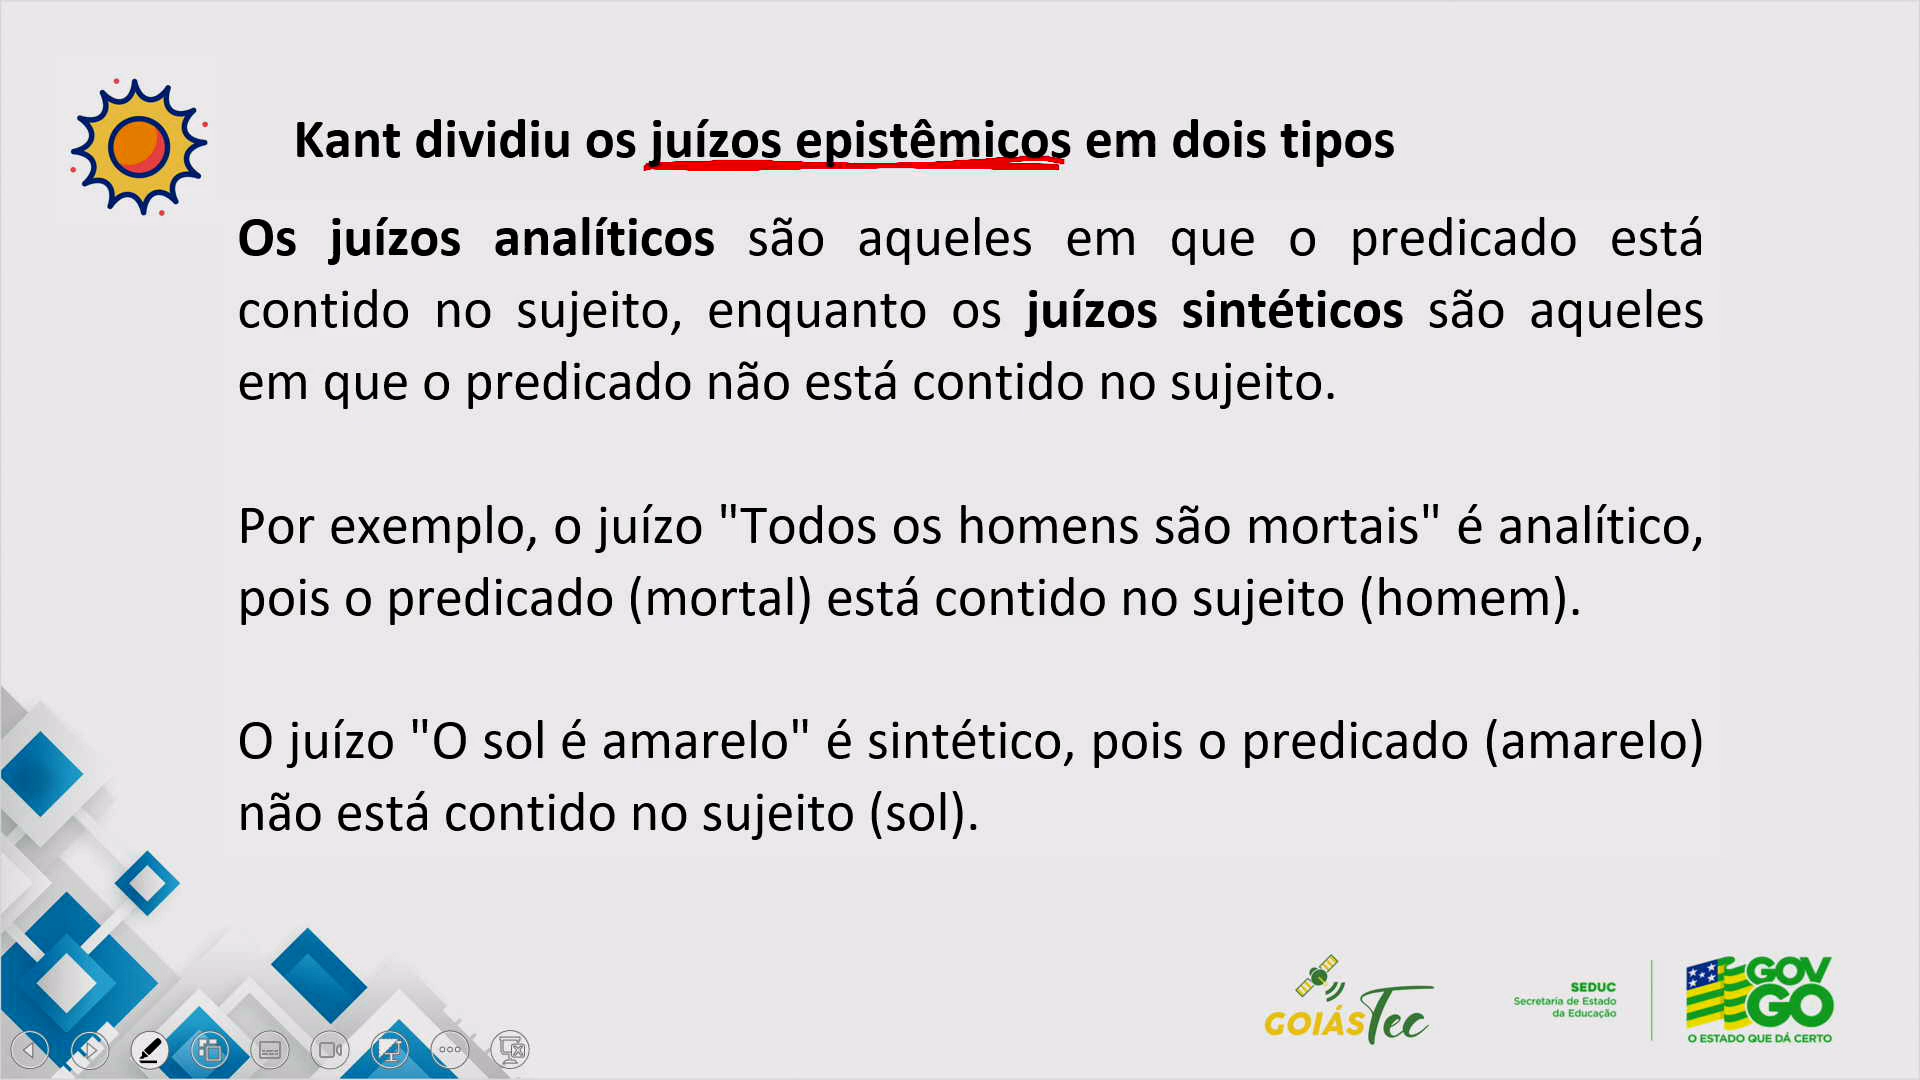 Kant dividiu os juízos epistêmicos em dois tipos
Os juízos analíticos são aqueles em que o predicado está
contido no sujeito, enquanto os juízos sintéticos são aqueles
em que o predicado não está contido no sujeito.
Por exemplo, o juízo "Todos os homens são mortais" é analítico,
pois o predicado (mortal) está contido no sujeito (homem).
O juízo "O sol é amarelo" é sintético, pois o predicado (amarelo)
não está contido no sujeito (sol).
GOIÁSTec
SEDUC
Secretaria de Estado
da Educação
GOV
GO
O ESTADO QUE DÁ CERTO